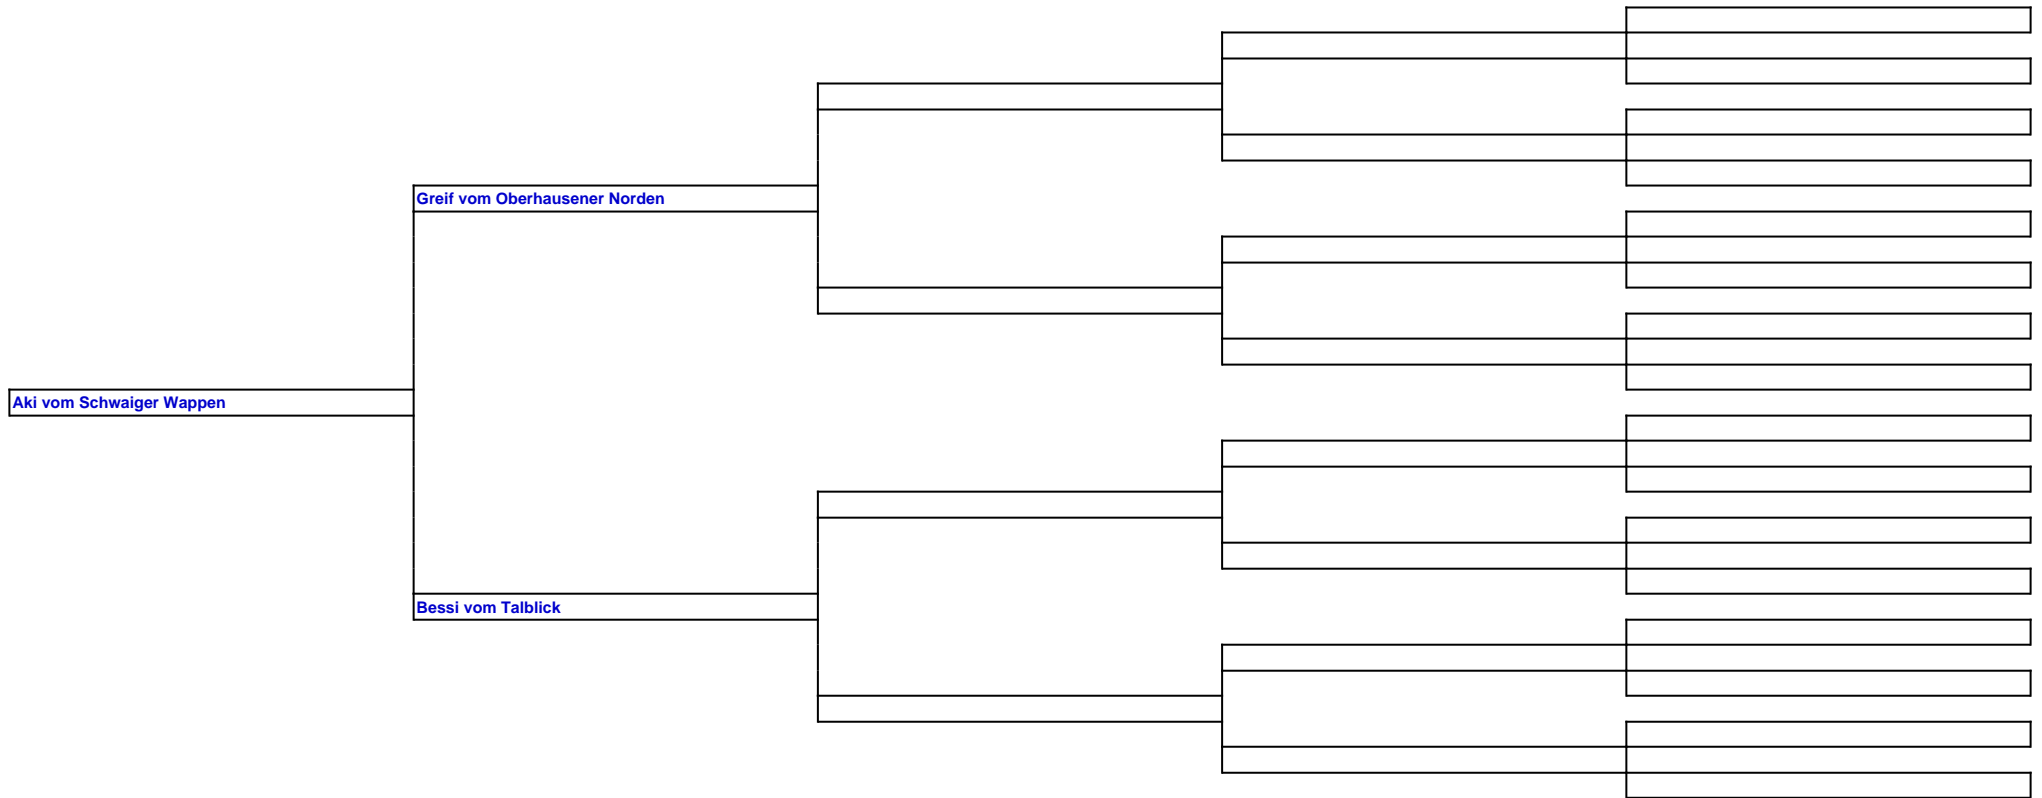 Greif vom Oberhausener Norden
Aki vom Schwaiger Wappen
Bessi vom Talblick